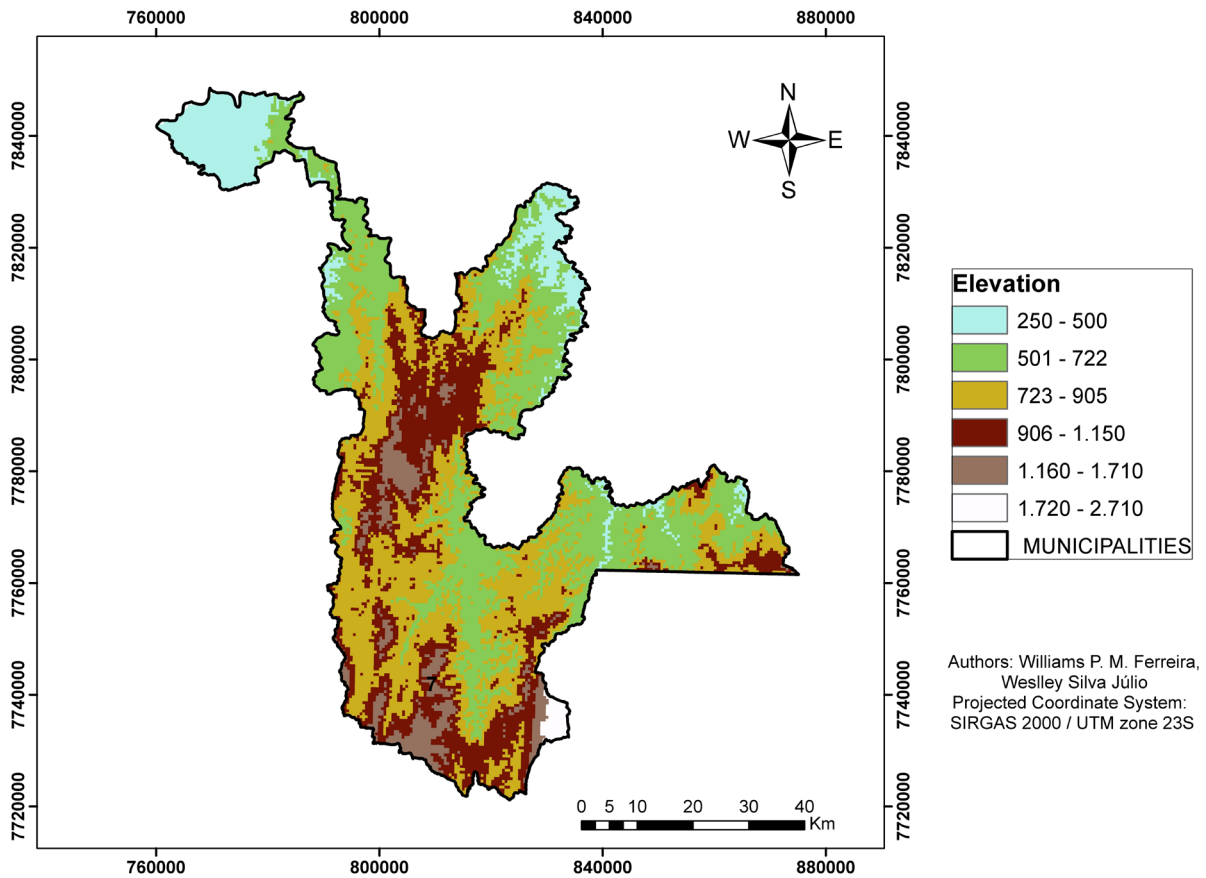 760000 800000 840000 880000
7840000
7820000
7800000
7780000
7760000
7740000
7720000
7840000
7820000
7800000
7780000
7760000
7740000
7720000
N
W E
S
7
Elevation
250 - 500
501 - 722
723 - 905
906 - 1.150
1.160 - 1.710
1.720 - 2.710
MUNICIPALITIES
Authors: Williams P. M. Ferreira,
Weslley Silva Júlio
Projected Coordinate System:
SIRGAS 2000 / UTM zone 23S
0 5 10 20 30 40
Km
760000 800000 840000 880000